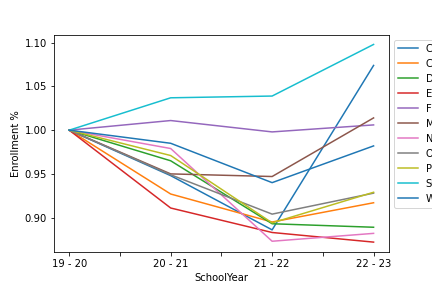 1.10
1.05
1.00
0.95
0.90
Enrollment %
19 - 20
20 - 21
21 - 22
22 - 23
SchoolYear
C
C
D
E
F
M
N
O
P
S
W